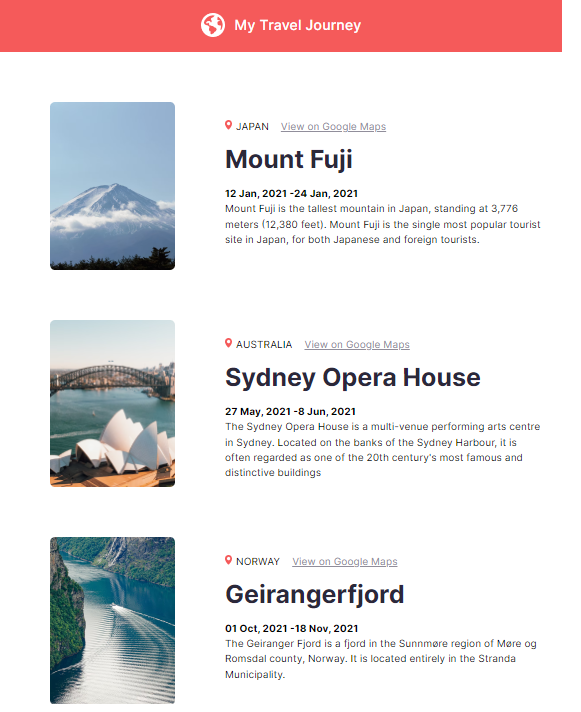 My Travel Journey
JAPAN View on Google Maps
Mount Fuji
12 Jan, 2021 -24 Jan, 2021
Mount Fuji is the tallest mountain in Japan, standing at 3,776
meters (12,380 feet). Mount Fuji is the single most popular tourist
site in Japan, for both Japanese and foreign tourists.
AUSTRALIA View on Google Maps
Sydney Opera House
27 May, 2021 -8 Jun, 2021
The Sydney Opera House is a multi-venue performing arts centre
in Sydney. Located on the banks of the Sydney Harbour, it is
often regarded as one of the 20th century's most famous and
distinctive buildings
NORWAY View on Google Maps
Geirangerfjord
01 Oct, 2021 -18 Nov, 2021
The Geiranger Fjord is a fjord in the Sunnmøre region of Møre og
Romsdal county, Norway. It is located entirely in the Stranda
Municipality.